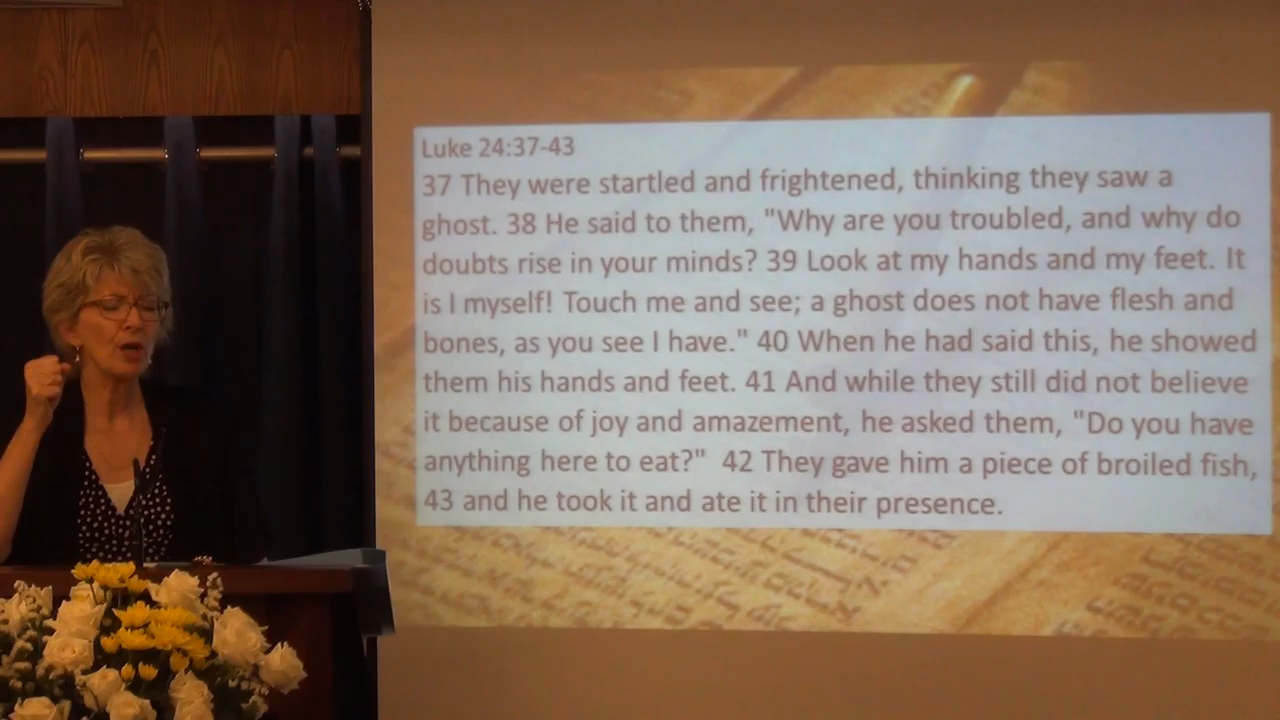 Luke 24:37-43
37 They were startled and frightened, thinking they saw a
ghost. 38 He said to them, "Why are you troubled, and why do
doubts rise in your minds? 39 Look at my hands and my feet. It
is I myself! Touch me and see; a ghost does not have flesh and
bones, as you see I have." 40 When he had said this, he showed
them his hands and feet. 41 And while they still did not believe
it because of joy and amazement, he asked them, "Do you have
anything here to eat?" 42 They gave him a piece of broiled fish,
43 and he took it and ate it in their presence.